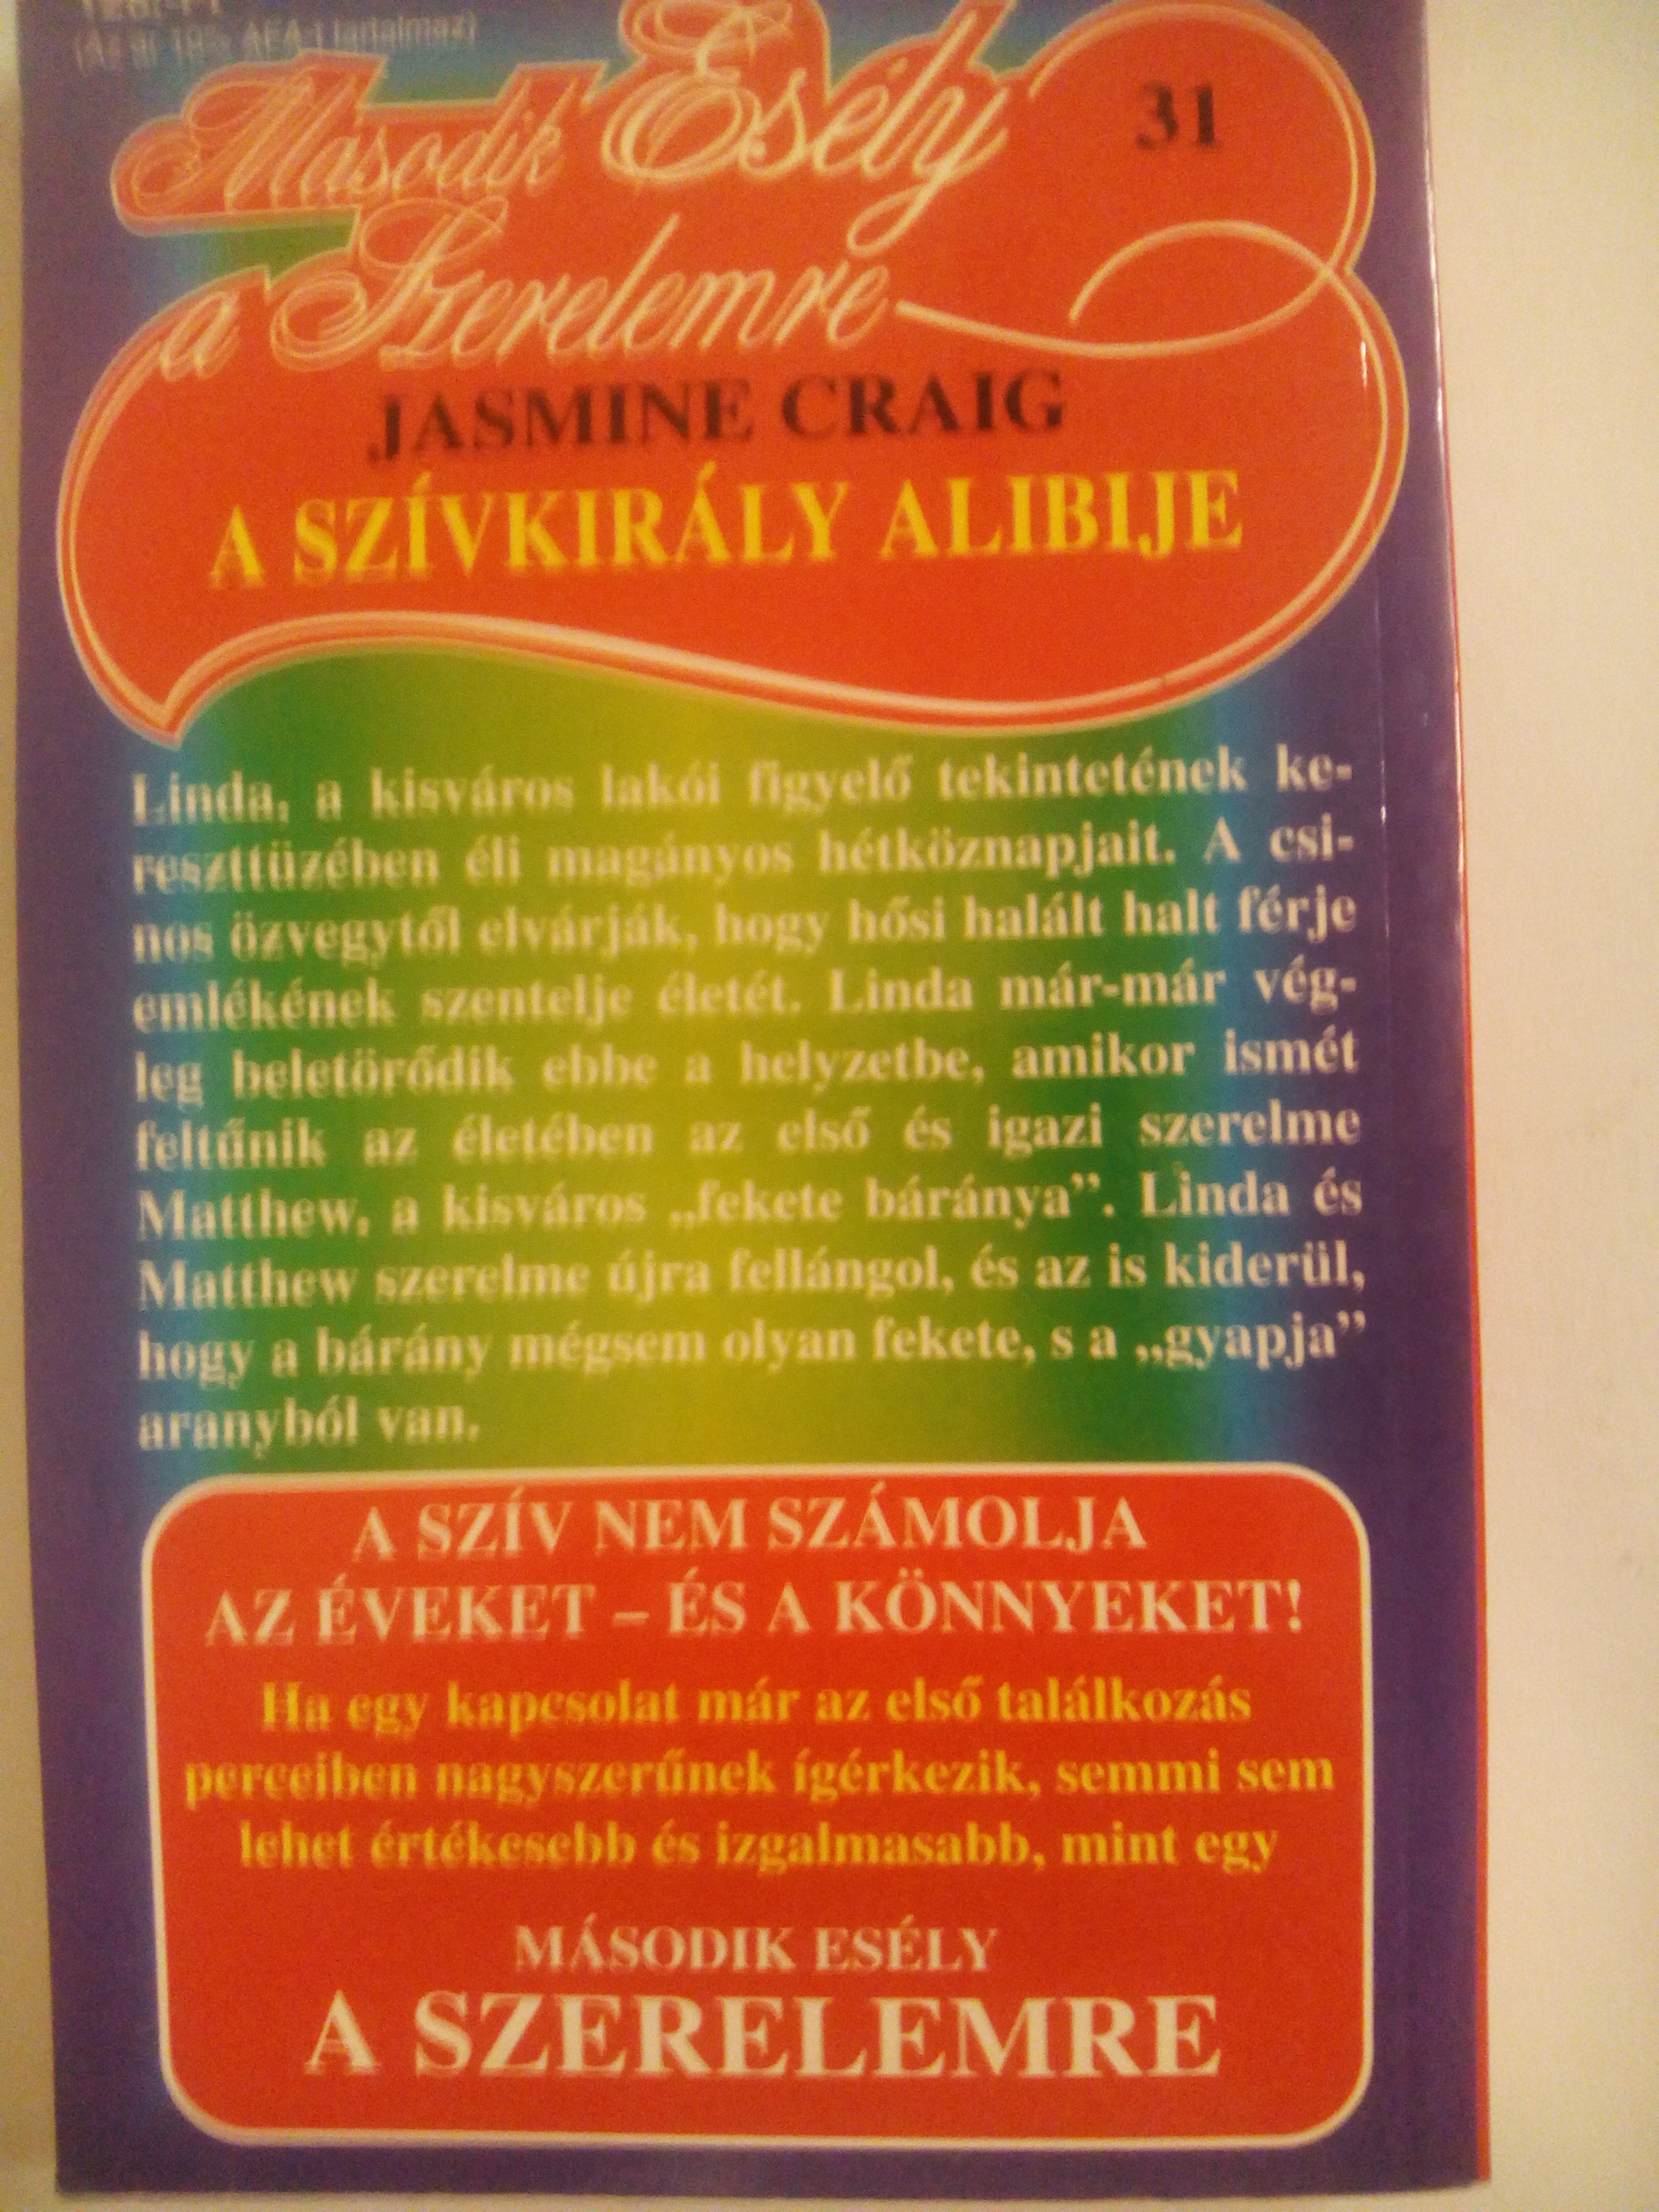 (Az ár 10% ÁFÁ-t tartalmaz)
Második Esély
31
a Szerelemre
JASMINE CRAIG
A SZÍVKIRÁLY ALIBIJE
Linda, a kisváros lakói figyelő tekintetének ke-
reszttüzében éli magányos hétköznapjait. A csi-
nos özvegytől elvárják, hogy hősi halált halt férje
emlékének szentelje életét. Linda már-már vég-
leg beletörődik ebbe a helyzetbe, amikor ismét
feltűnik az életében az első és igazi szerelme
Matthew, a kisváros „fekete báránya”. Linda és
Matthew szerelme újra fellángol, és az is kiderül,
hogy a bárány mégsem olyan fekete, s a „gyapja”
aranyból van.
A SZÍV NEM SZÁMOLJA
AZ ÉVEKET – ÉS A KÖNNYEKET!
Ha egy kapcsolat már az első találkozás
perceiben nagyszerűnek ígérkezik, semmi sem
lehet értékesebb és izgalmasabb, mint egy
MÁSODIK ESÉLY
A SZERELEMRE